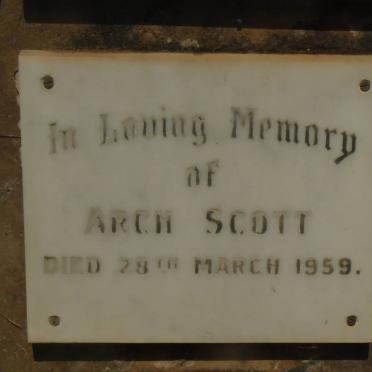 In Loving Memory
of
ARCH SCOTT
DIED 28TH MARCH 1959.